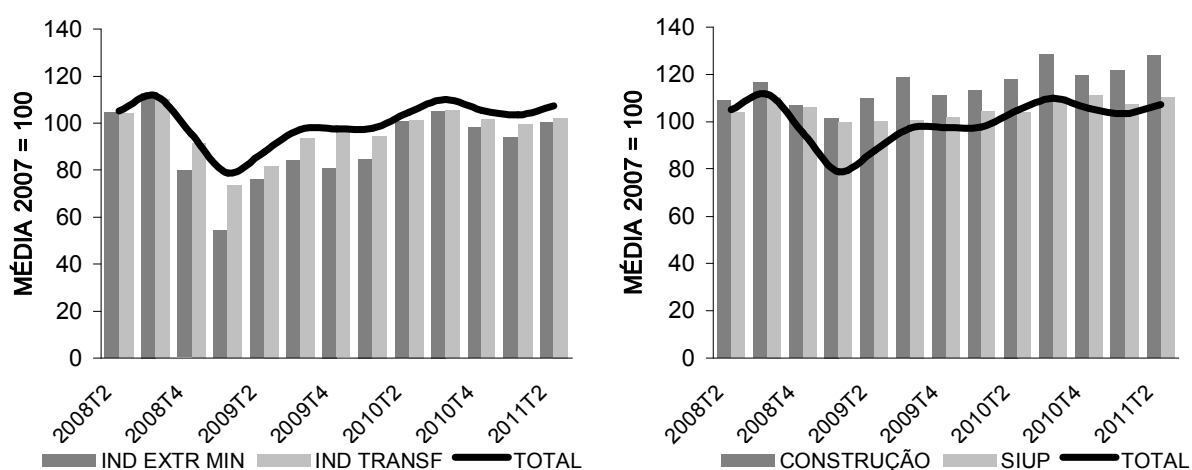 MÉDIA 2007 = 100
140
120
100
80
60
40
20
0
2008T2
2008T4
2009T2
2009T4
2010T2
2010T4
2011T2
IND EXTR MIN IND TRANSF TOTAL
MÉDIA 2007 = 100
140
120
100
80
60
40
20
0
2008T2
2008T4
2009T2
2009T4
2010T2
2010T4
2011T2
CONSTRUÇÃO SIUP TOTAL